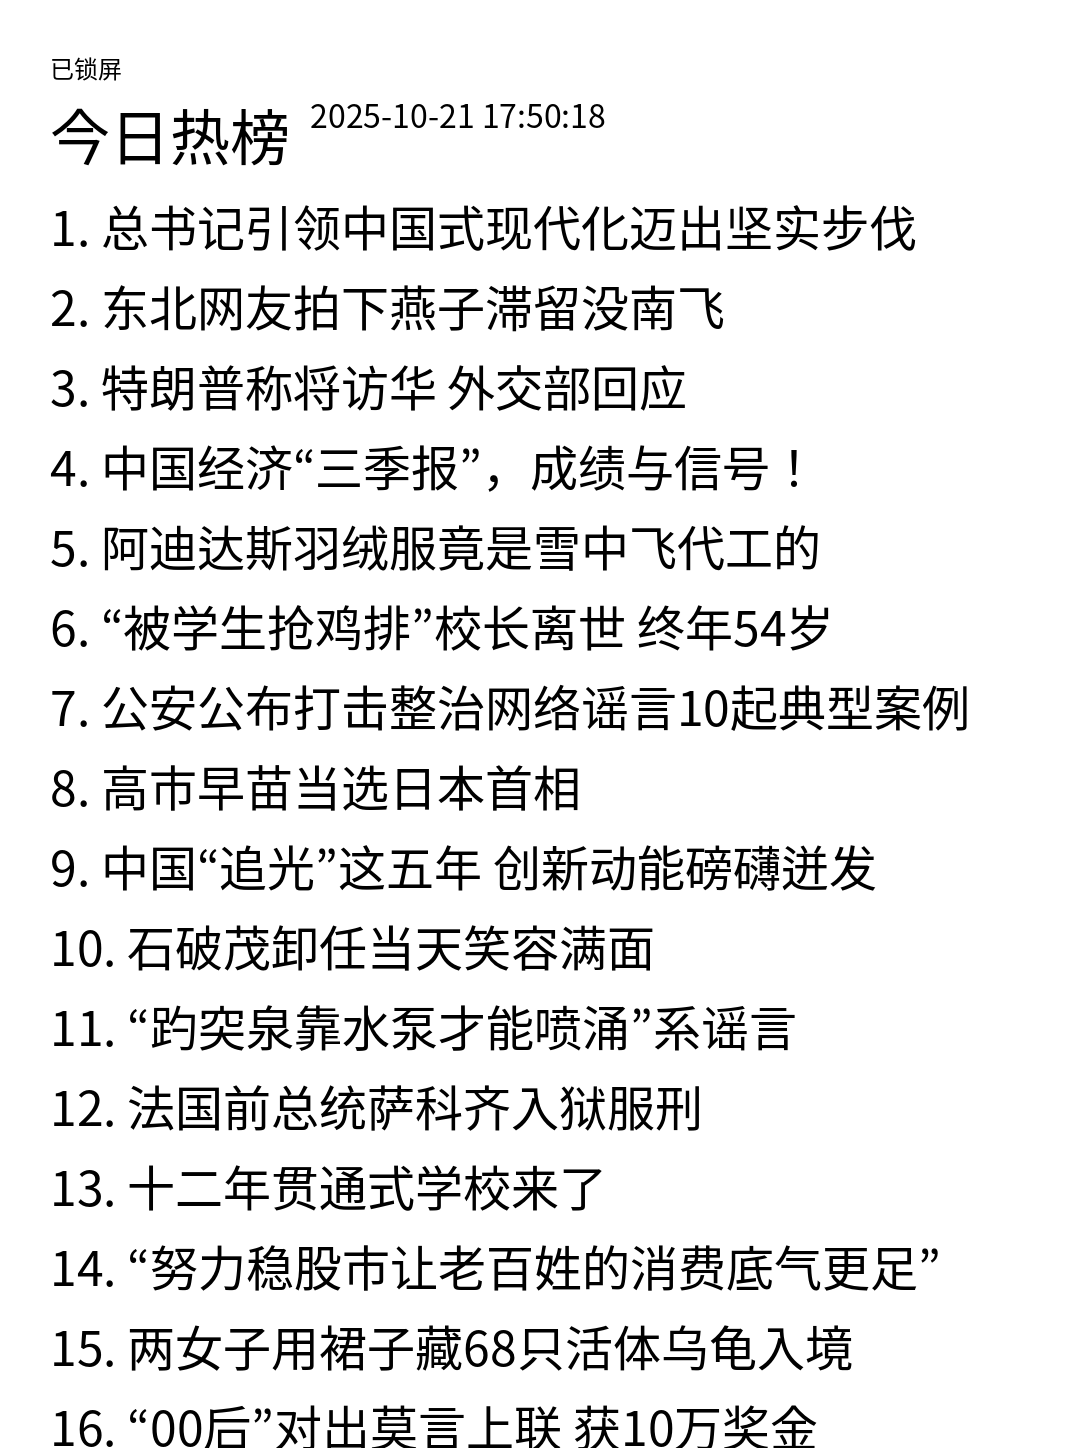 已锁屏
今日热榜 2025-10-21 17:50:18
1. 总书记引领中国式现代化迈出坚实步伐
2. 东北网友拍下燕子滞留没南飞
3. 特朗普称将访华 外交部回应
4. 中国经济“三季报”，成绩与信号！
5. 阿迪达斯羽绒服竟是雪中飞代工的
6. “被学生抢鸡排”校长离世 终年54岁
7. 公安公布打击整治网络谣言10起典型案例
8. 高市早苗当选日本首相
9. 中国“追光”这五年 创新动能磅礴迸发
10. 石破茂卸任当天笑容满面
11. “趵突泉靠水泵才能喷涌”系谣言
12. 法国前总统萨科齐入狱服刑
13. 十二年贯通式学校来了
14. “努力稳股市让老百姓的消费底气更足”
15. 两女子用裙子藏68只活体乌龟入境
16. “00后”对出莫言上联 获10万奖金